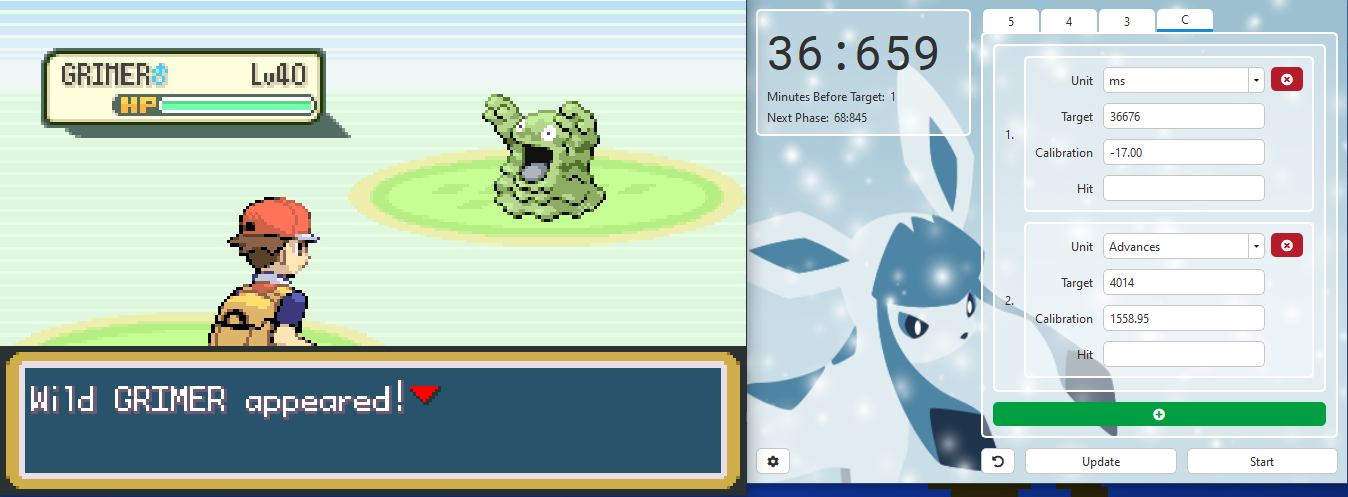 GRIMER♂ Lv40
HP
Wild GRIMER appeared!
36:659
Minutes Before Target: 1
Next Phase: 68:845
5 4 3 C
1.
Unit ms
Target 36676
Calibration -17.00
Hit
2.
Unit Advances
Target 4014
Calibration 1558.95
Hit
Update Start